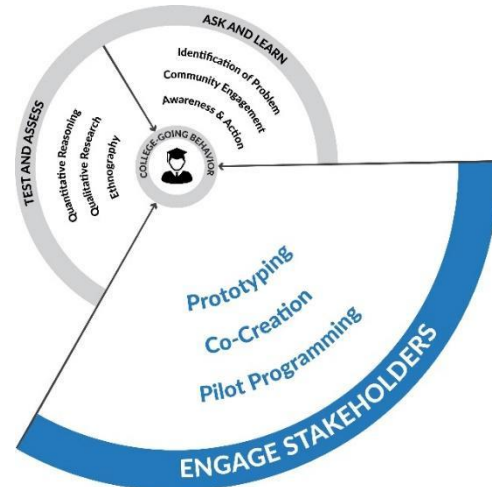 ASK AND LEARN
Identification of Problem
Community Engagement
Awareness & Action
TEST AND ASSESS
Quantitative Reasoning
Qualitative Research
Ethnography
COLLEGE-GOING BEHAVIOR
Prototyping
Co-Creation
Pilot Programming
ENGAGE STAKEHOLDERS